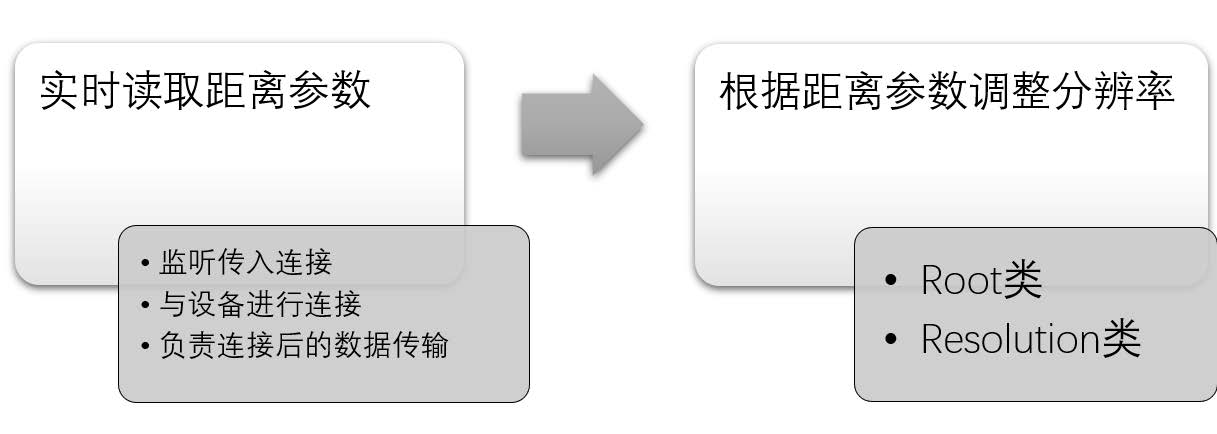 实时读取距离参数
• 监听传入连接
• 与设备进行连接
• 负责连接后的数据传输
根据距离参数调整分辨率
• Root类
• Resolution类